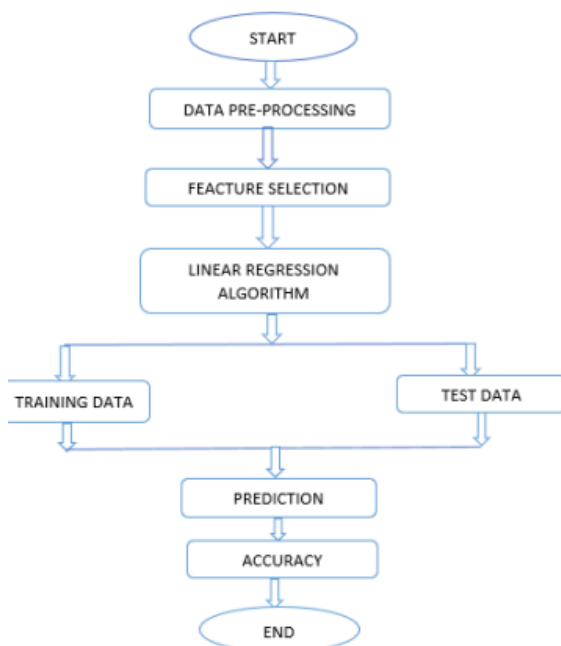 START
DATA PRE-PROCESSING
FEACTURE SELECTION
LINEAR REGRESSION
ALGORITHM
TRAINING DATA
TEST DATA
PREDICTION
ACCURACY
END